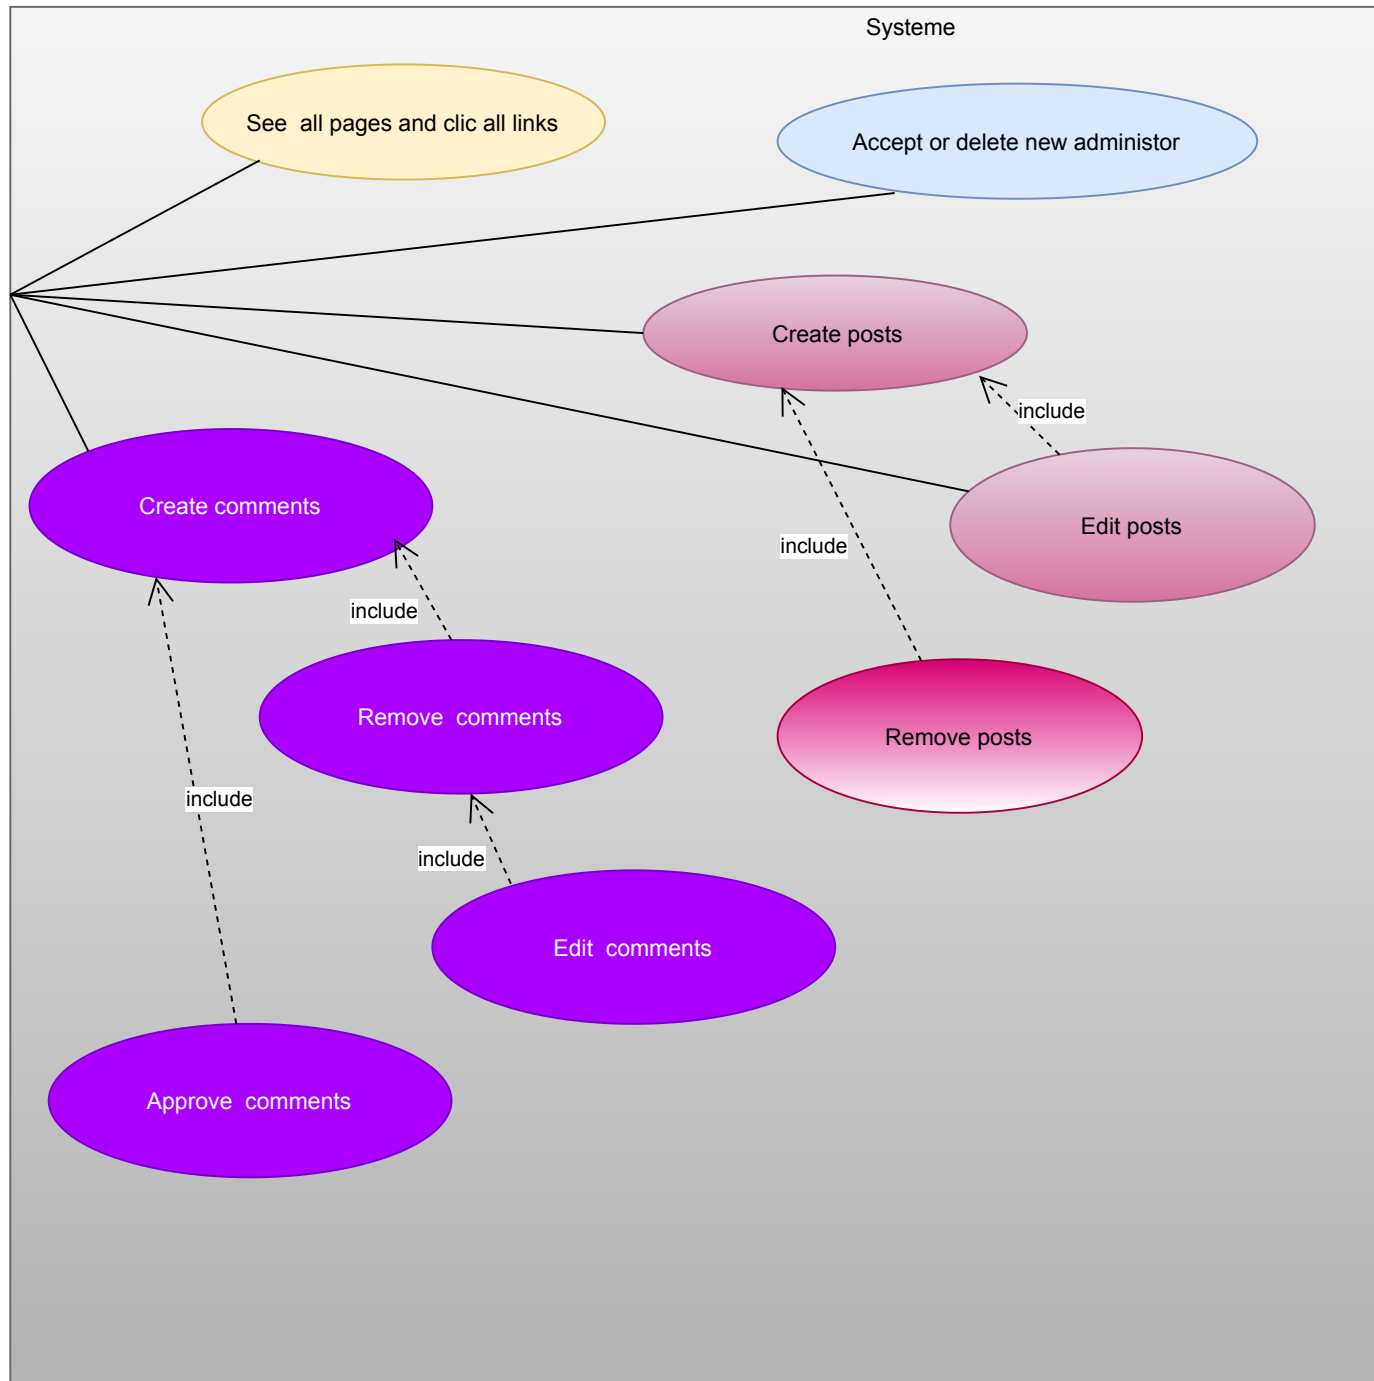 Systeme
See  all pages and clic all links
Accept or delete new administor
Create posts
include
Create comments
Edit posts
include
include
Remove  comments
Remove posts
include
include
Edit  comments
Approve  comments